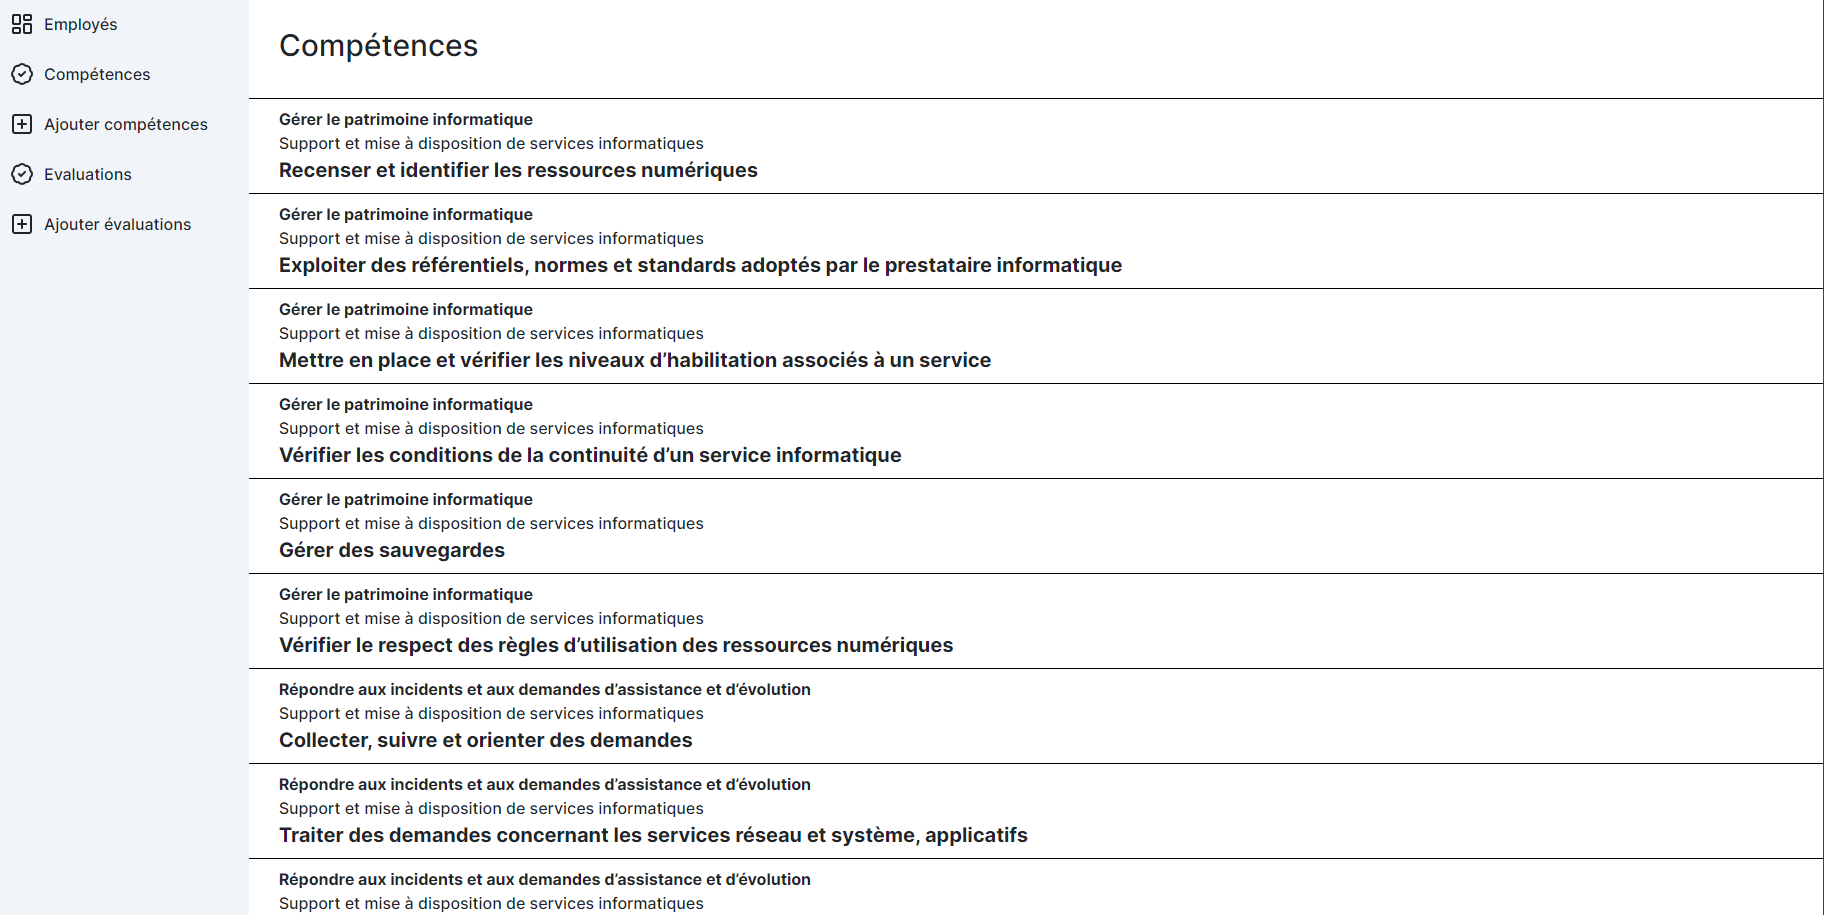 Employés
Compétences
Ajouter compétences
Evaluations
Ajouter évaluations
Compétences
Gérer le patrimoine informatique
Support et mise à disposition de services informatiques
Recenser et identifier les ressources numériques
Gérer le patrimoine informatique
Support et mise à disposition de services informatiques
Exploiter des référentiels, normes et standards adoptés par le prestataire informatique
Gérer le patrimoine informatique
Support et mise à disposition de services informatiques
Mettre en place et vérifier les niveaux d’habilitation associés à un service
Gérer le patrimoine informatique
Support et mise à disposition de services informatiques
Vérifier les conditions de la continuité d’un service informatique
Gérer le patrimoine informatique
Support et mise à disposition de services informatiques
Gérer des sauvegardes
Gérer le patrimoine informatique
Support et mise à disposition de services informatiques
Vérifier le respect des règles d’utilisation des ressources numériques
Répondre aux incidents et aux demandes d’assistance et d’évolution
Support et mise à disposition de services informatiques
Collecter, suivre et orienter des demandes
Répondre aux incidents et aux demandes d’assistance et d’évolution
Support et mise à disposition de services informatiques
Traiter des demandes concernant les services réseau et système, applicatifs
Répondre aux incidents et aux demandes d’assistance et d’évolution
Support et mise à disposition de services informatiques